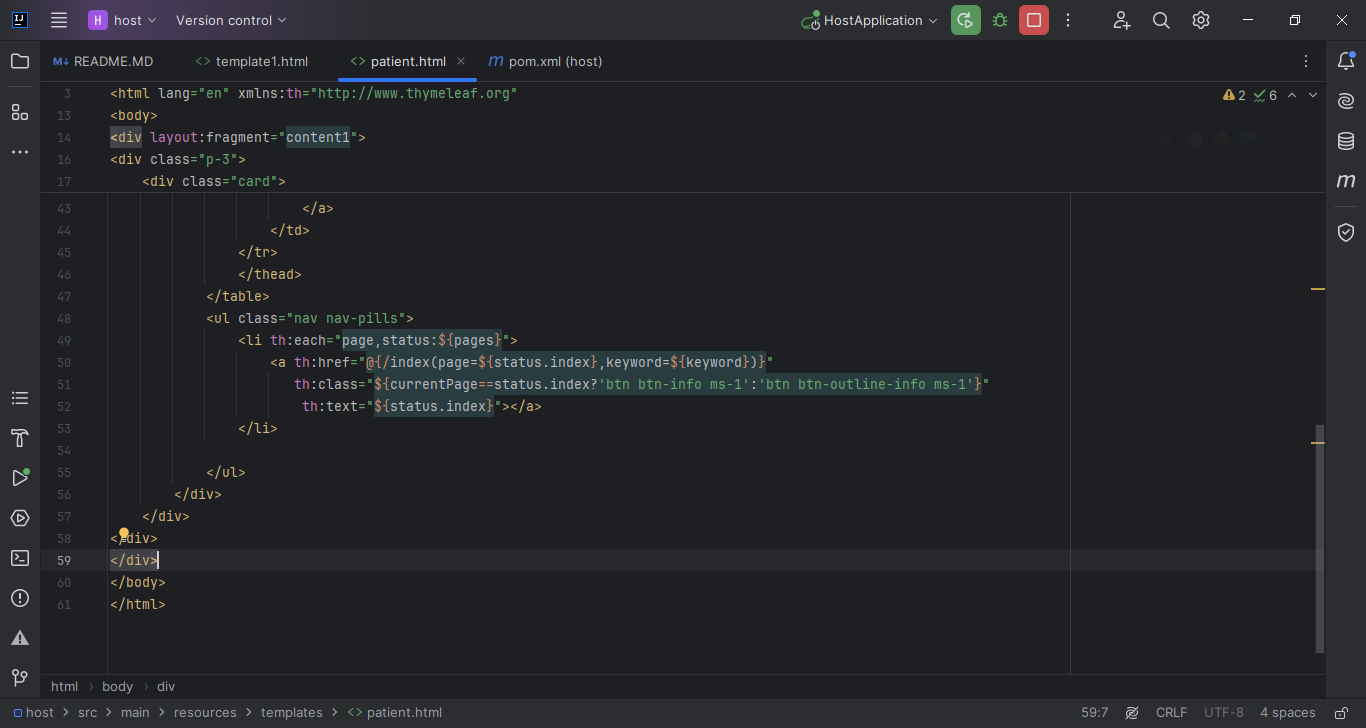 H host Version control HostApplication
README.MD template1.html patient.html m pom.xml (host)
3 <html lang="en" xmlns:th="http://www.thymeleaf.org" 2 6
13 <body>
14 <div layout:fragment="content1">
16 <div class="p-3">
17 <div class="card">
43 </a>
44 </td>
45 </tr>
46 </thead>
47 </table>
48 <ul class="nav nav-pills">
49 <li th:each="page,status:${pages}">
50 <a th:href="@{/index(page=${status.index},keyword=${keyword})}"
51 th:class="${currentPage==status.index?'btn btn-info ms-1':'btn btn-outline-info ms-1'}"
52 th:text="${status.index}"></a>
53 </li>
54
55 </ul>
56 </div>
57 </div>
58 </div>
59 </div>
60 </body>
61 </html>
html > body > div
host > src > main > resources > templates > <> patient.html 59:7 CRLF UTF-8 4 spaces